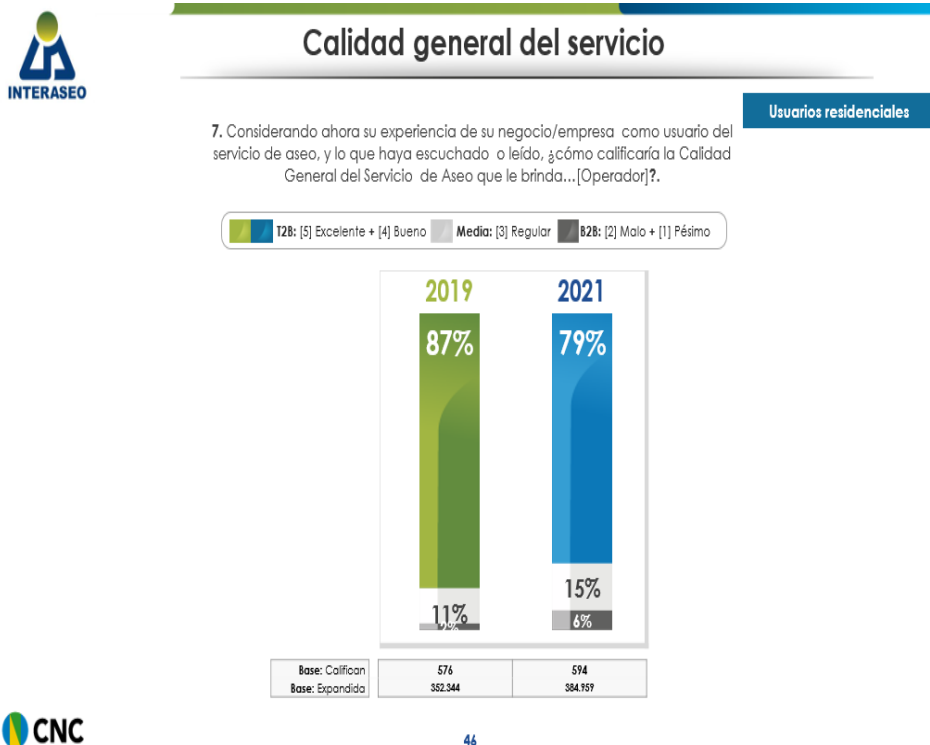 INTERASEO
Calidad general del servicio
Usuarios residenciales
7. Considerando ahora su experiencia de su negocio/empresa como usuario del
servicio de aseo, y lo que haya escuchado o leído, ¿cómo calificaría la Calidad
General del Servicio de Aseo que le brinda...[Operador]?.
T2B: [5] Excelente + [4] Bueno Media: [3] Regular B2B: [2] Malo + [1] Pésimo
2019 2021
87% 79%
11% 15%
2% 6%
Base: Califican 576 594
Base: Expandida 352.344 384.959
CNC
46